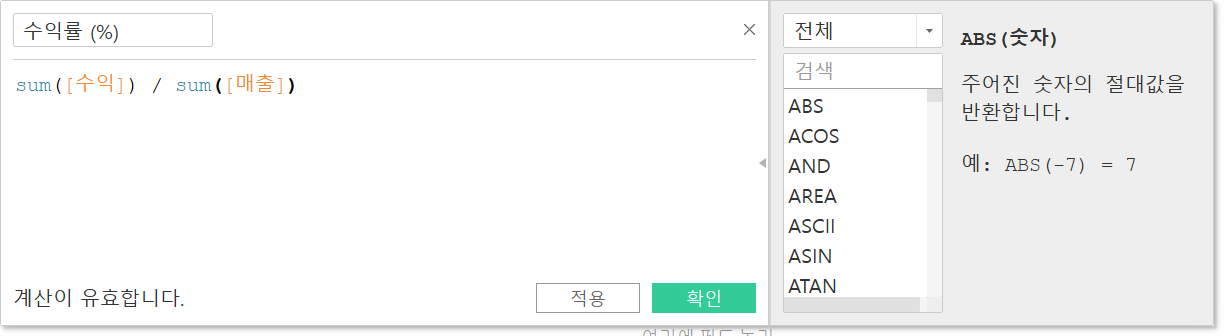 수익률 (%)
sum([수익]) / sum([매출])
계산이 유효합니다.
적용
확인
전체
검색
ABS
ACOS
AND
AREA
ASCII
ASIN
ATAN
ABS(숫자)
주어진 숫자의 절대값을
반환합니다.
예: ABS(-7) = 7